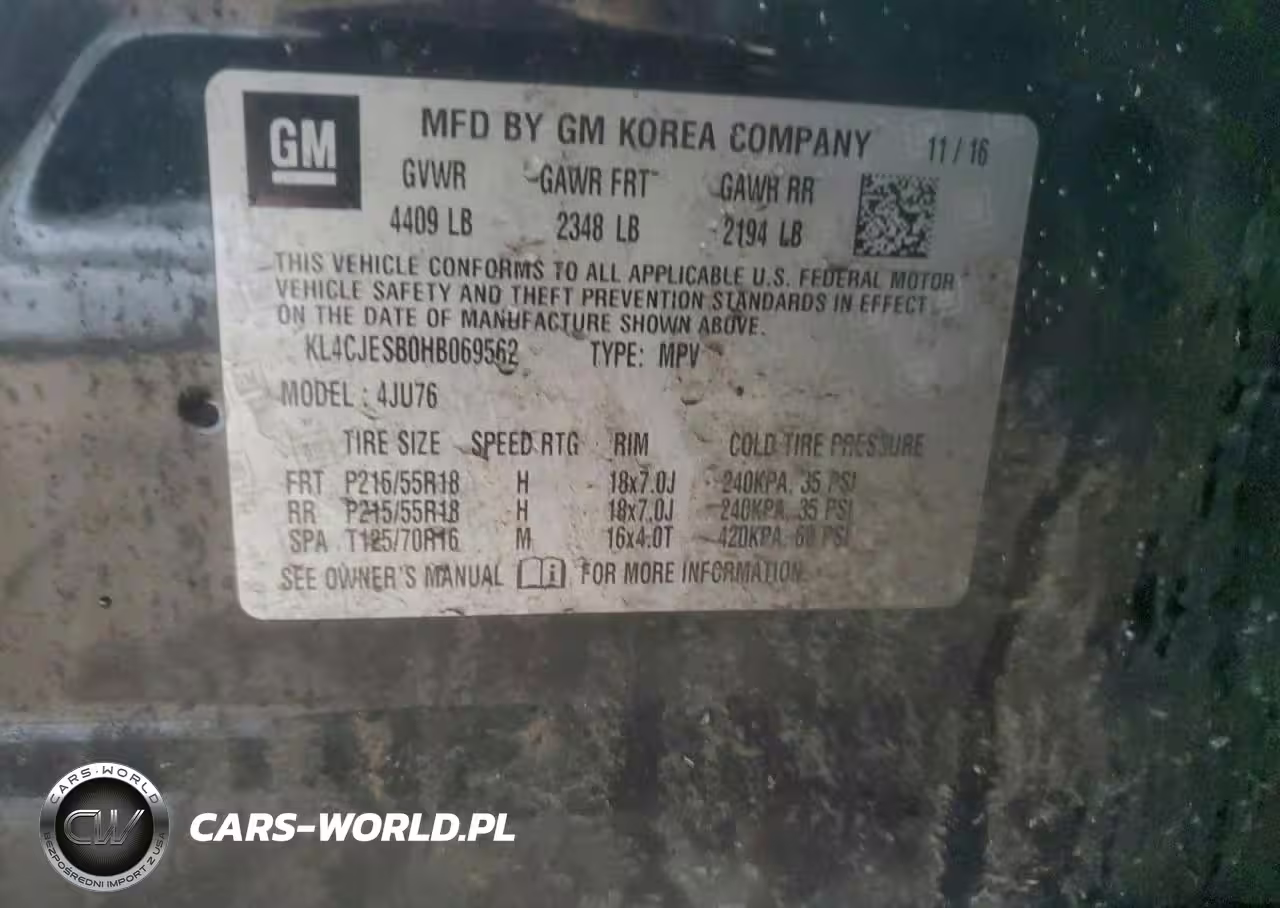 GM
MFD BY GM KOREA COMPANY 11 / 16
GVWR GAWR FRT GAWR RR
4409 LB 2348 LB 2194 LB
THIS VEHICLE CONFORMS TO ALL APPLICABLE U.S. FEDERAL MOTOR
VEHICLE SAFETY AND THEFT PREVENTION STANDARDS IN EFFECT
ON THE DATE OF MANUFACTURE SHOWN ABOVE.
KL4CJESB0HB069562 TYPE: MPV
MODEL : 4JU76
TIRE SIZE SPEED RTG RIM COLD TIRE PRESSURE
FRT P215/55R18 H 18x7.0J 240KPA, 35 PSI
RR P215/55R18 H 18x7.0J 240KPA, 35 PSI
SPA T125/70R16 M 16x4.0T 420KPA, 60 PSI
SEE OWNER'S MANUAL FOR MORE INFORMATION
CARS-WORLD
CW
BEZPOŚREDNI IMPORT Z USA
CARS-WORLD.PL